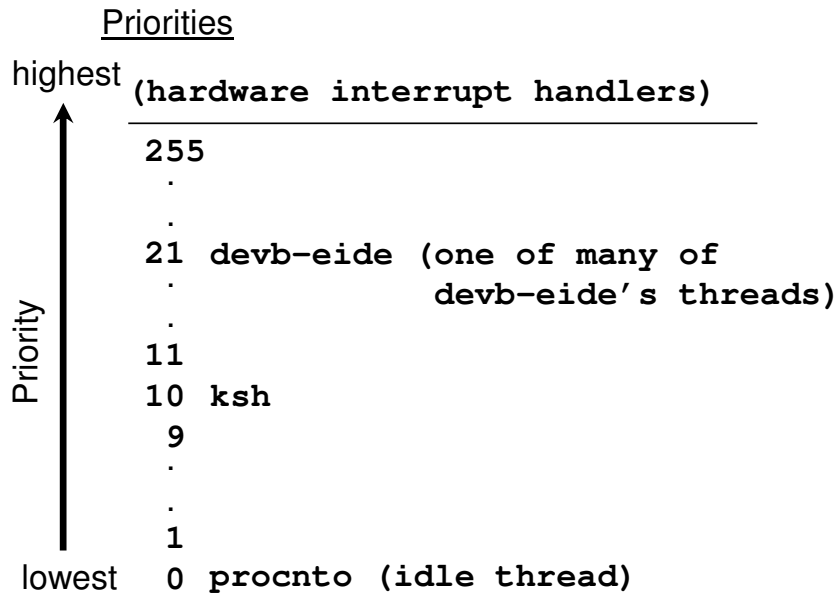 Priorities
highest
(hardware interrupt handlers)
255
.
.
21 devb-eide (one of many of
.
devb-eide’s threads)
.
11
10 ksh
9
.
.
1
lowest
0 procnto (idle thread)
Priority